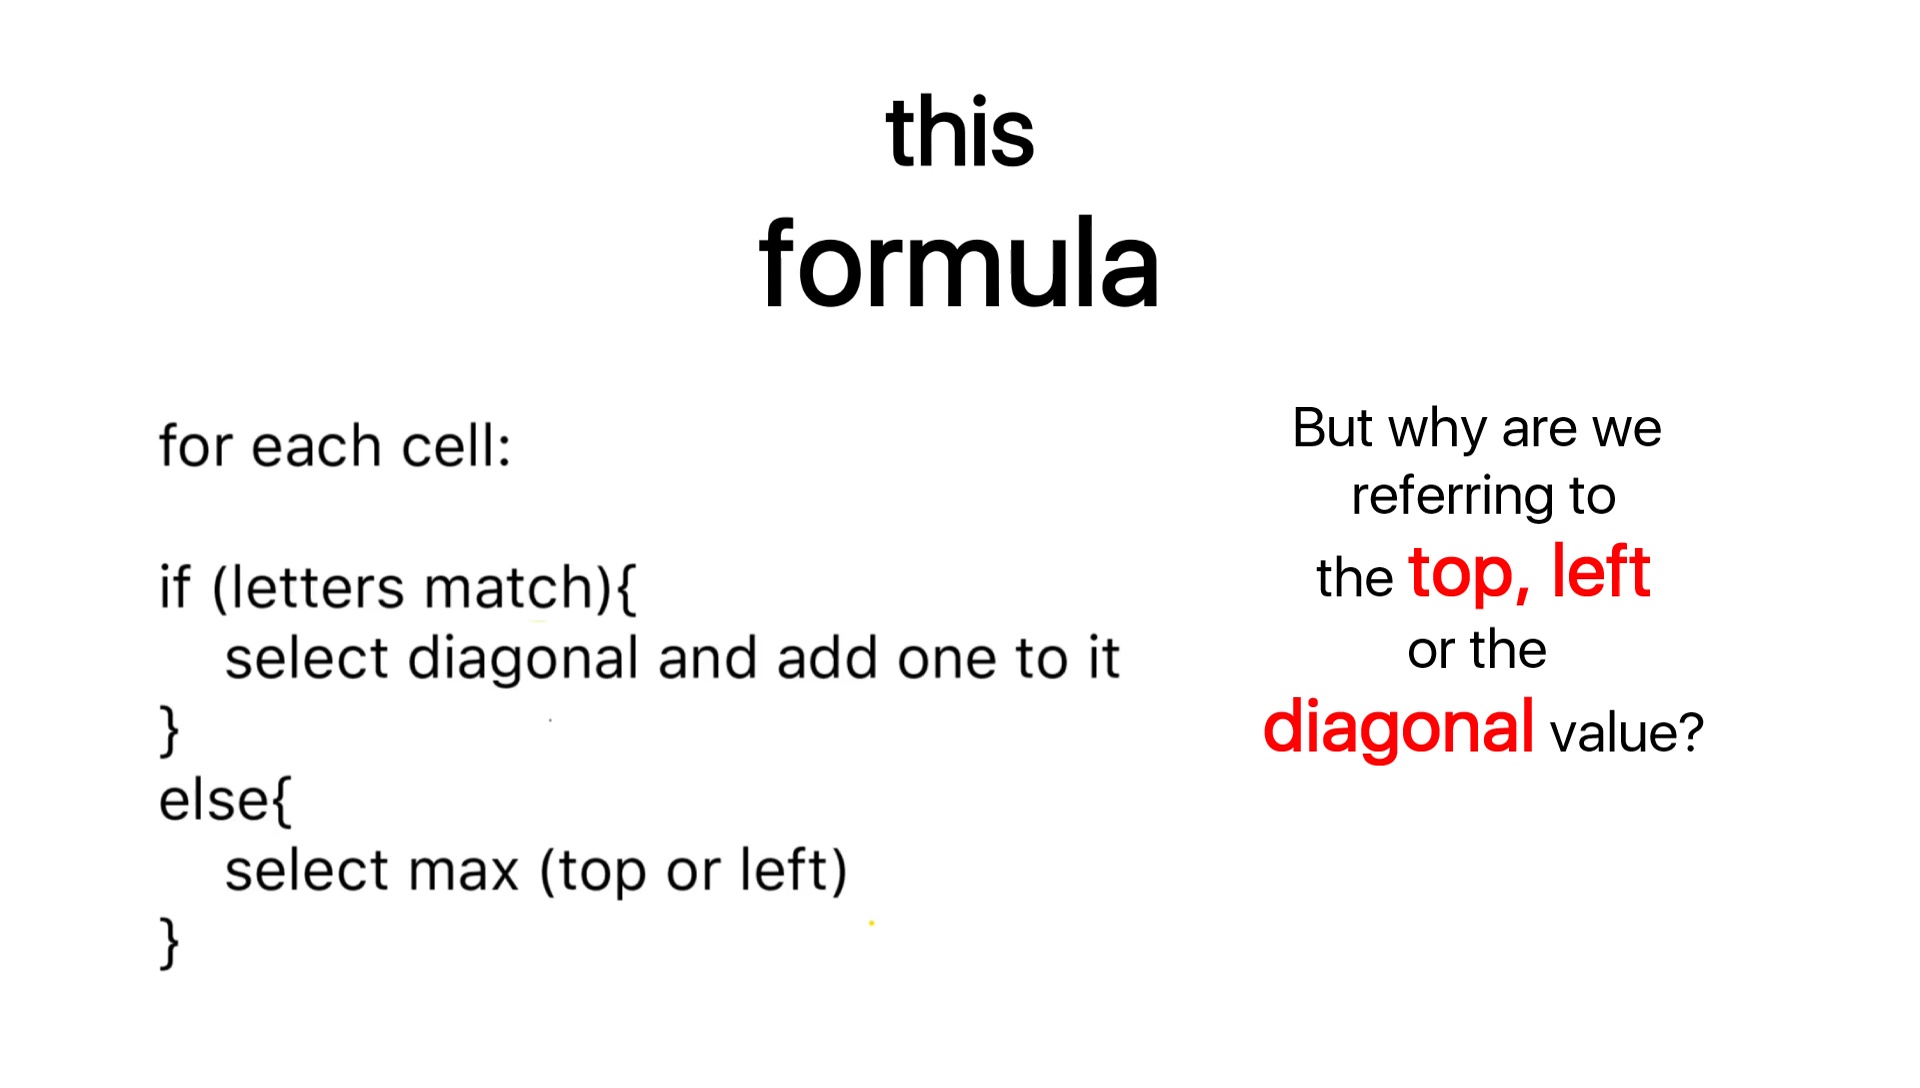 this
formula
for each cell:
if (letters match){
select diagonal and add one to it
}
else{
select max (top or left)
}
But why are we
referring to
the top, left
or the
diagonal value?